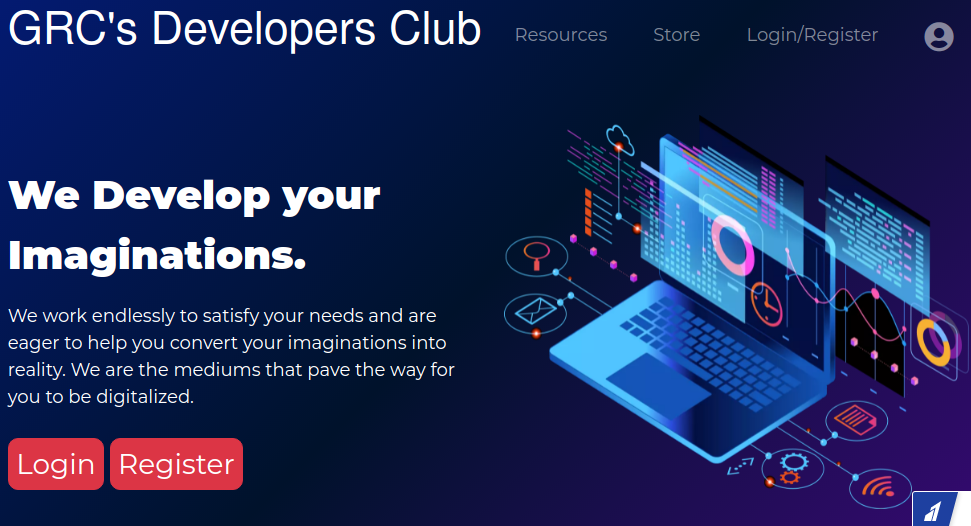 GRC's Developers Club
Resources
Store
Login/Register
We Develop your
Imaginations.
We work endlessly to satisfy your needs and are
eager to help you convert your imaginations into
reality. We are the mediums that pave the way for
you to be digitalized.
Login
Register